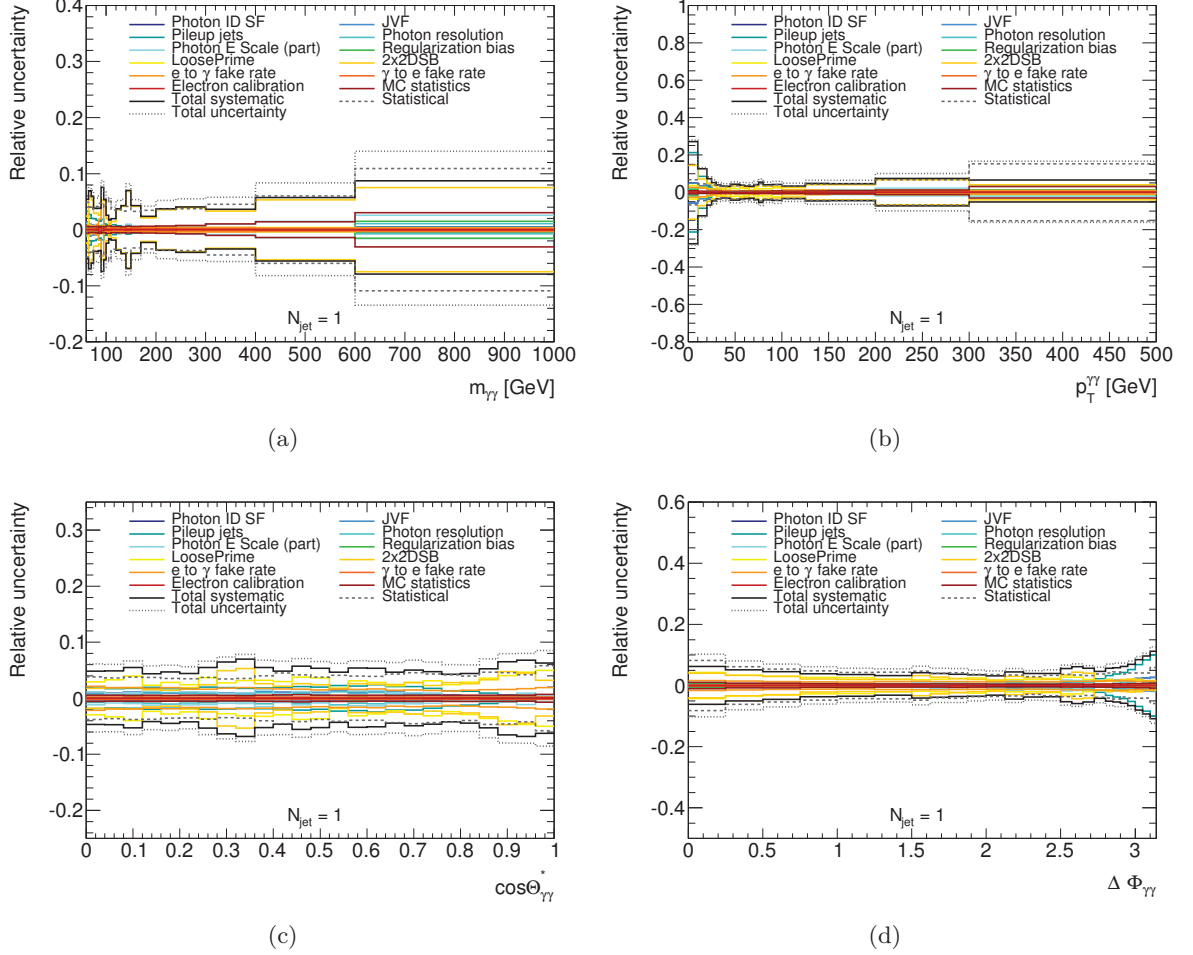 Relative uncertainty
0.4
0.3
0.2
0.1
0
-0.1
-0.2
Photon ID SF JVF
Pileup jets Photon resolution
Photon E Scale (part) Regularization bias
LoosePrime 2x2DSB
e to γ fake rate γ to e fake rate
Electron calibration MC statistics
Total systematic Statistical
Total uncertainty
N_jet = 1
100 200 300 400 500 600 700 800 900 1000
m_γγ [GeV]
(a)
Relative uncertainty
1
0.8
0.6
0.4
0.2
0
-0.2
-0.4
-0.6
-0.8
Photon ID SF JVF
Pileup jets Photon resolution
Photon E Scale (part) Regularization bias
LoosePrime 2x2DSB
e to γ fake rate γ to e fake rate
Electron calibration MC statistics
Total systematic Statistical
Total uncertainty
N_jet = 1
0 50 100 150 200 250 300 350 400 450 500
p_T^γγ [GeV]
(b)
Relative uncertainty
0.3
0.2
0.1
0
-0.1
-0.2
Photon ID SF JVF
Pileup jets Photon resolution
Photon E Scale (part) Regularization bias
LoosePrime 2x2DSB
e to γ fake rate γ to e fake rate
Electron calibration MC statistics
Total systematic Statistical
Total uncertainty
N_jet = 1
0 0.1 0.2 0.3 0.4 0.5 0.6 0.7 0.8 0.9 1
cosΘ*_γγ
(c)
Relative uncertainty
0.6
0.4
0.2
0
-0.2
-0.4
Photon ID SF JVF
Pileup jets Photon resolution
Photon E Scale (part) Regularization bias
LoosePrime 2x2DSB
e to γ fake rate γ to e fake rate
Electron calibration MC statistics
Total systematic Statistical
Total uncertainty
N_jet = 1
0 0.5 1 1.5 2 2.5 3
Δ Φ_γγ
(d)